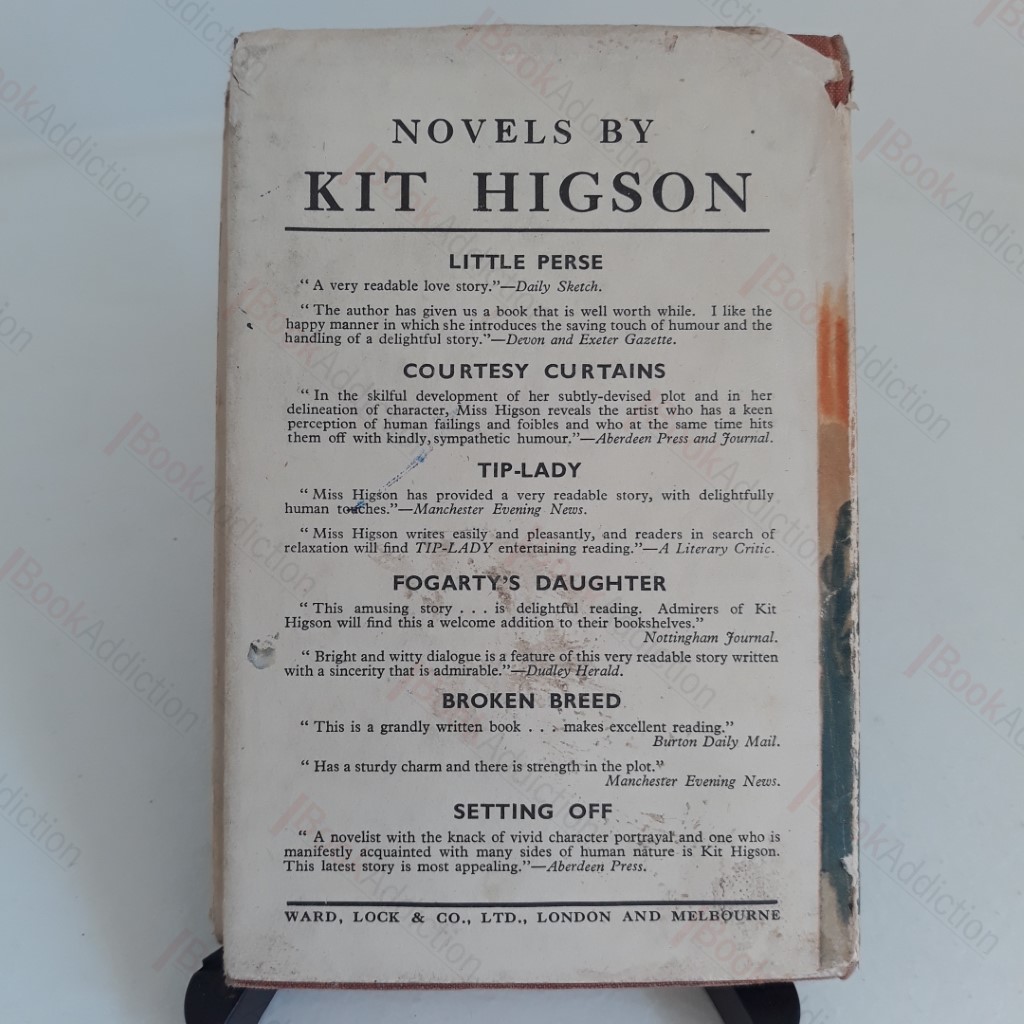 NOVELS BY
KIT HIGSON
LITTLE PERSE
“ A very readable love story.”—Daily Sketch.
“ The author has given us a book that is well worth while. I like the
happy manner in which she introduces the saving touch of humour and the
handling of a delightful story.”—Devon and Exeter Gazette.
COURTESY CURTAINS
“ In the skilful development of her subtly-devised plot and in her
delineation of character, Miss Higson reveals the artist who has a keen
perception of human failings and foibles and who at the same time hits
them off with kindly, sympathetic humour.”—Aberdeen Press and Journal.
TIP-LADY
“ Miss Higson has provided a very readable story, with delightfully
human touches.”—Manchester Evening News.
“ Miss Higson writes easily and pleasantly, and readers in search of
relaxation will find TIP-LADY entertaining reading.”—A Literary Critic.
FOGARTY’S DAUGHTER
“ This amusing story . . . is delightful reading. Admirers of Kit
Higson will find this a welcome addition to their bookshelves.”
Nottingham Journal.
“ Bright and witty dialogue is a feature of this very readable story written
with a sincerity that is admirable.”—Dudley Herald.
BROKEN BREED
“ This is a grandly written book . . . makes excellent reading.”
Burton Daily Mail.
“ Has a sturdy charm and there is strength in the plot.”
Manchester Evening News.
SETTING OFF
“ A novelist with the knack of vivid character portrayal and one who is
manifestly acquainted with many sides of human nature is Kit Higson.
This latest story is most appealing.”—Aberdeen Press.
WARD, LOCK & CO., LTD., LONDON AND MELBOURNE
BookAddiction